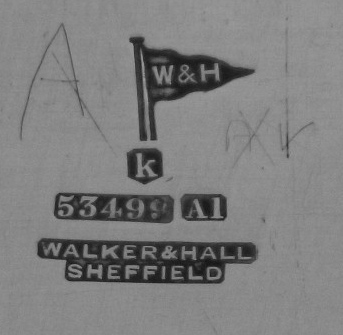 W&H
k
53499 A1
WALKER&HALL
SHEFFIELD